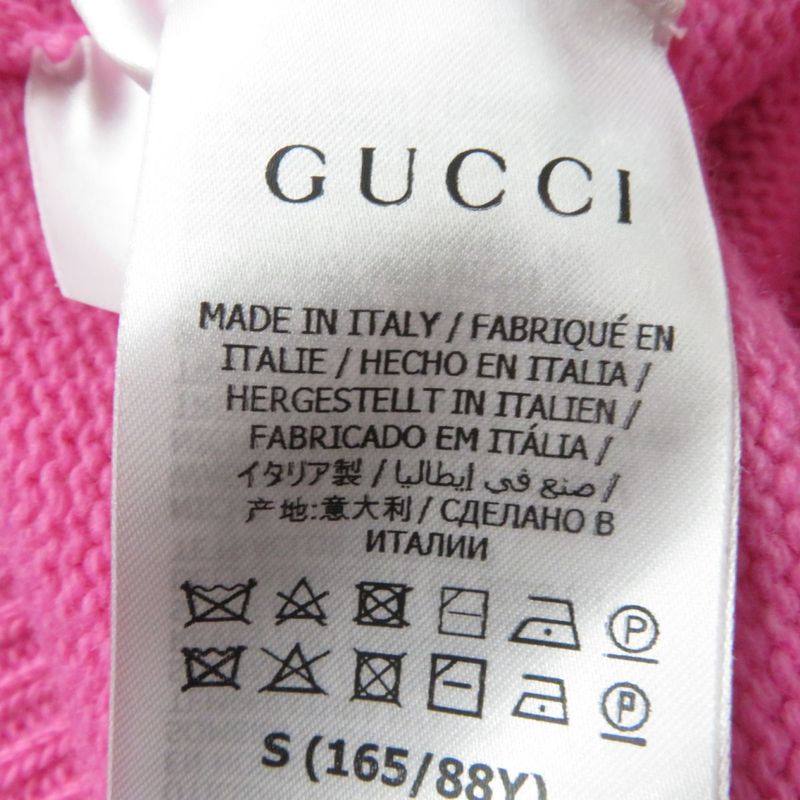 GUCCI
MADE IN ITALY / FABRIQUÉ EN
ITALIE / HECHO EN ITALIA /
HERGESTELLT IN ITALIEN /
FABRICADO EM ITÁLIA /
イタリア製 / صنع في إيطاليا /
产地:意大利 / СДЕЛАНО В
ИТАЛИИ
P
P
S (165/88Y)